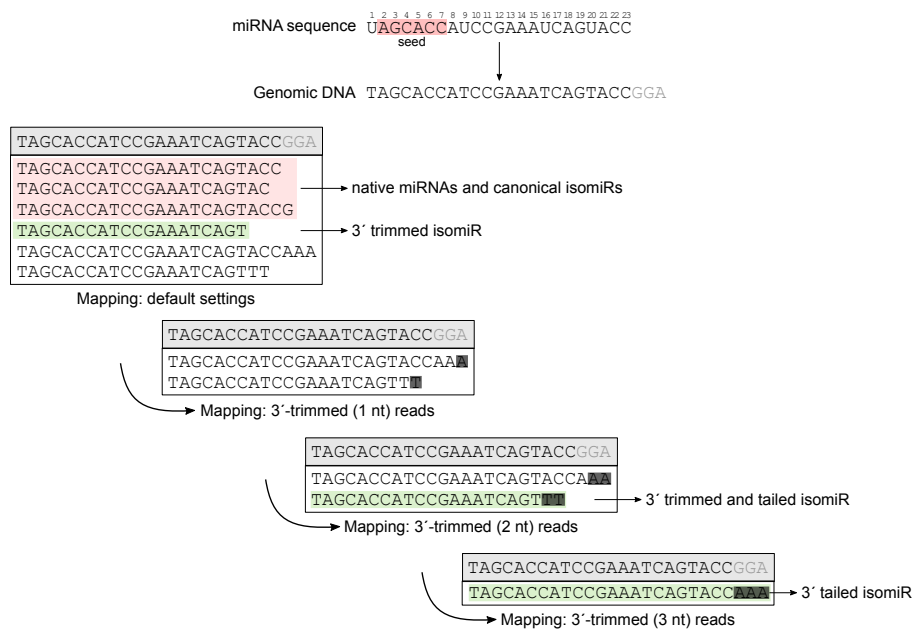 1 2 3 4 5 6 7 8 9 10 11 12 13 14 15 16 17 18 19 20 21 22 23
miRNA sequence UAGCACCAUCCGAAAUCAGUACC
seed
Genomic DNA TAGCACCATCCGAAATCAGTACCGGA
TAGCACCATCCGAAATCAGTACCGGA
TAGCACCATCCGAAATCAGTACC
TAGCACCATCCGAAATCAGTAC native miRNAs and canonical isomiRs
TAGCACCATCCGAAATCAGTACCG
TAGCACCATCCGAAATCAGT 3´ trimmed isomiR
TAGCACCATCCGAAATCAGTACCAAA
TAGCACCATCCGAAATCAGTTT
Mapping: default settings
TAGCACCATCCGAAATCAGTACCGGA
TAGCACCATCCGAAATCAGTACCAAA
TAGCACCATCCGAAATCAGTTT
Mapping: 3´-trimmed (1 nt) reads
TAGCACCATCCGAAATCAGTACCGGA
TAGCACCATCCGAAATCAGTACCAAA
TAGCACCATCCGAAATCAGTTT 3´ trimmed and tailed isomiR
Mapping: 3´-trimmed (2 nt) reads
TAGCACCATCCGAAATCAGTACCGGA
TAGCACCATCCGAAATCAGTACCAAA 3´ tailed isomiR
Mapping: 3´-trimmed (3 nt) reads